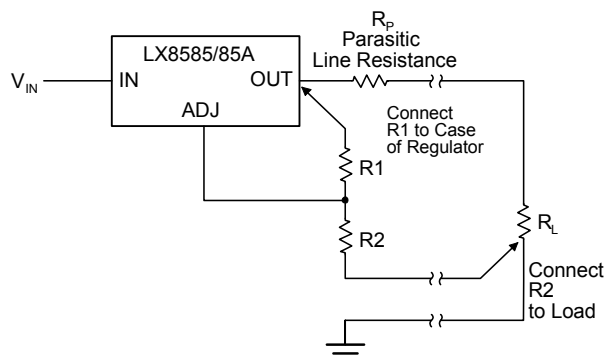 R_P
Parasitic
Line Resistance
LX8585/85A
V_IN
IN
OUT
ADJ
Connect
R1 to Case
of Regulator
R1
R2
R_L
Connect
R2
to Load